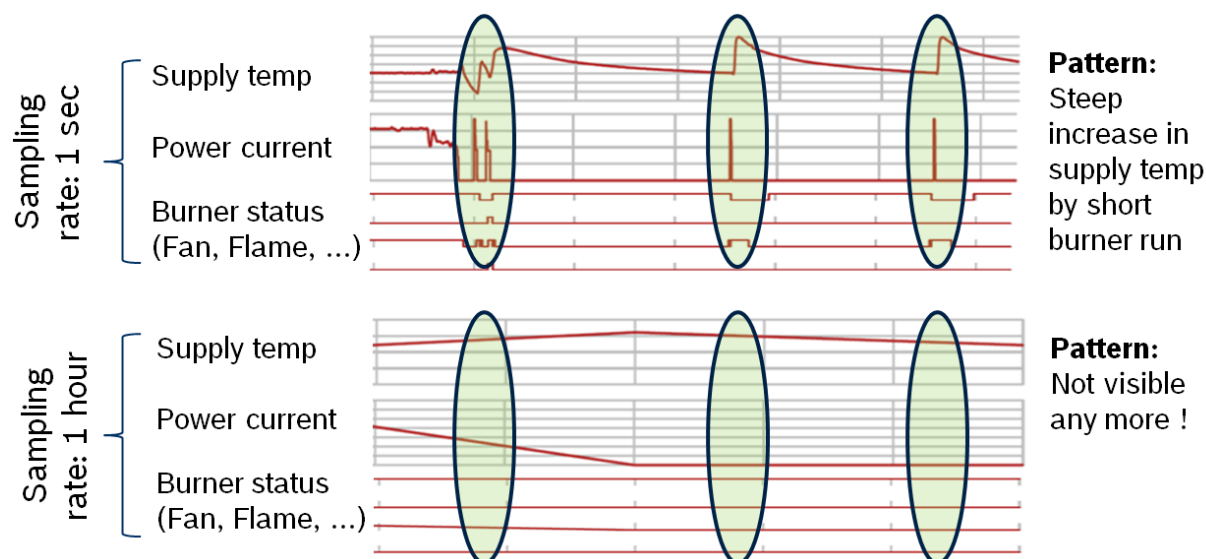 Sampling
rate: 1 sec
Supply temp
Power current
Burner status
(Fan, Flame, ...)
Pattern:
Steep
increase in
supply temp
by short
burner run
Sampling
rate: 1 hour
Supply temp
Power current
Burner status
(Fan, Flame, ...)
Pattern:
Not visible
any more !